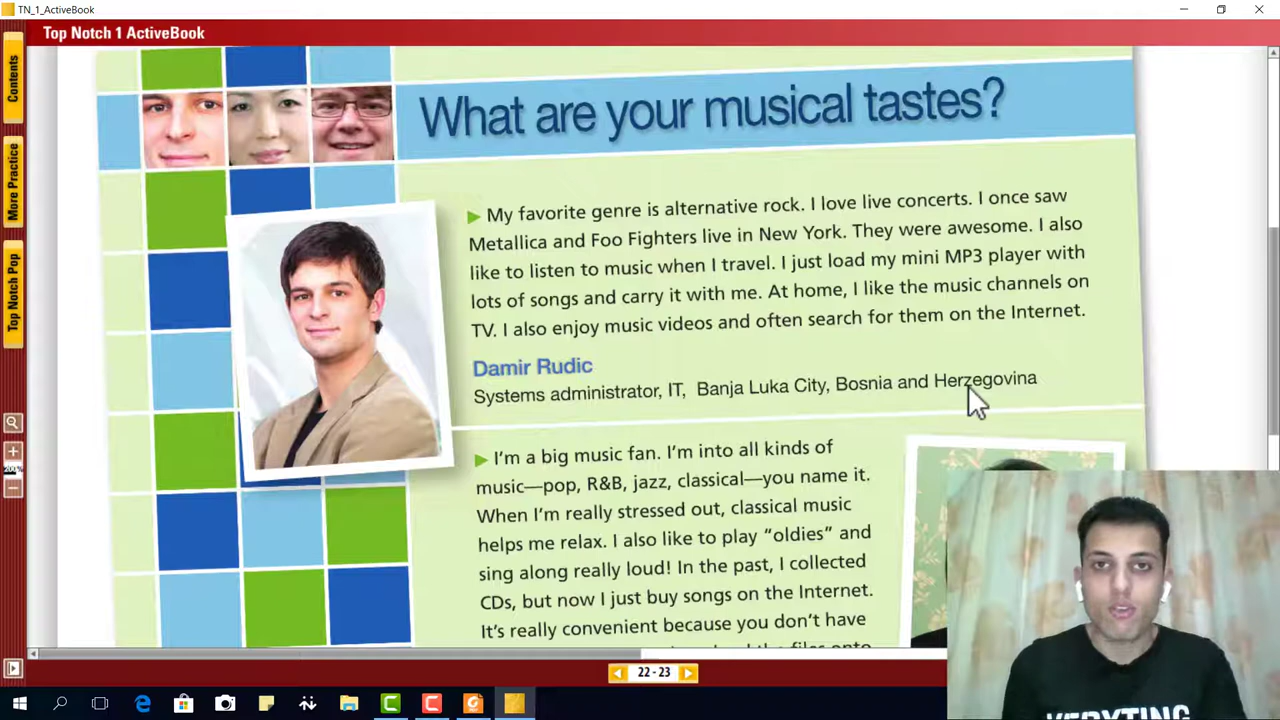 TN_1_ActiveBook
Top Notch 1 ActiveBook
Contents
More Practice
Top Notch Pop
What are your musical tastes?
My favorite genre is alternative rock. I love live concerts. I once saw
Metallica and Foo Fighters live in New York. They were awesome. I also
like to listen to music when I travel. I just load my mini MP3 player with
lots of songs and carry it with me. At home, I like the music channels on
TV. I also enjoy music videos and often search for them on the Internet.
Damir Rudic
Systems administrator, IT, Banja Luka City, Bosnia and Herzegovina
I'm a big music fan. I'm into all kinds of
music—pop, R&B, jazz, classical—you name it.
When I'm really stressed out, classical music
helps me relax. I also like to play "oldies" and
sing along really loud! In the past, I collected
CDs, but now I just buy songs on the Internet.
It's really convenient because you don't have
22-23